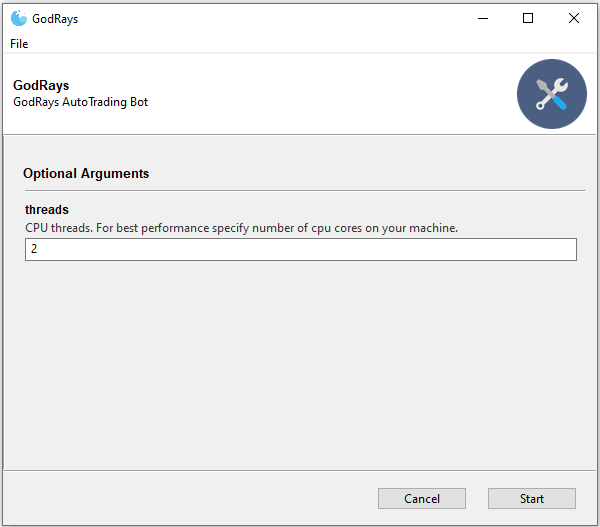 GodRays
File
GodRays
GodRays AutoTrading Bot
Optional Arguments
threads
CPU threads. For best performance specify number of cpu cores on your machine.
2
Cancel
Start